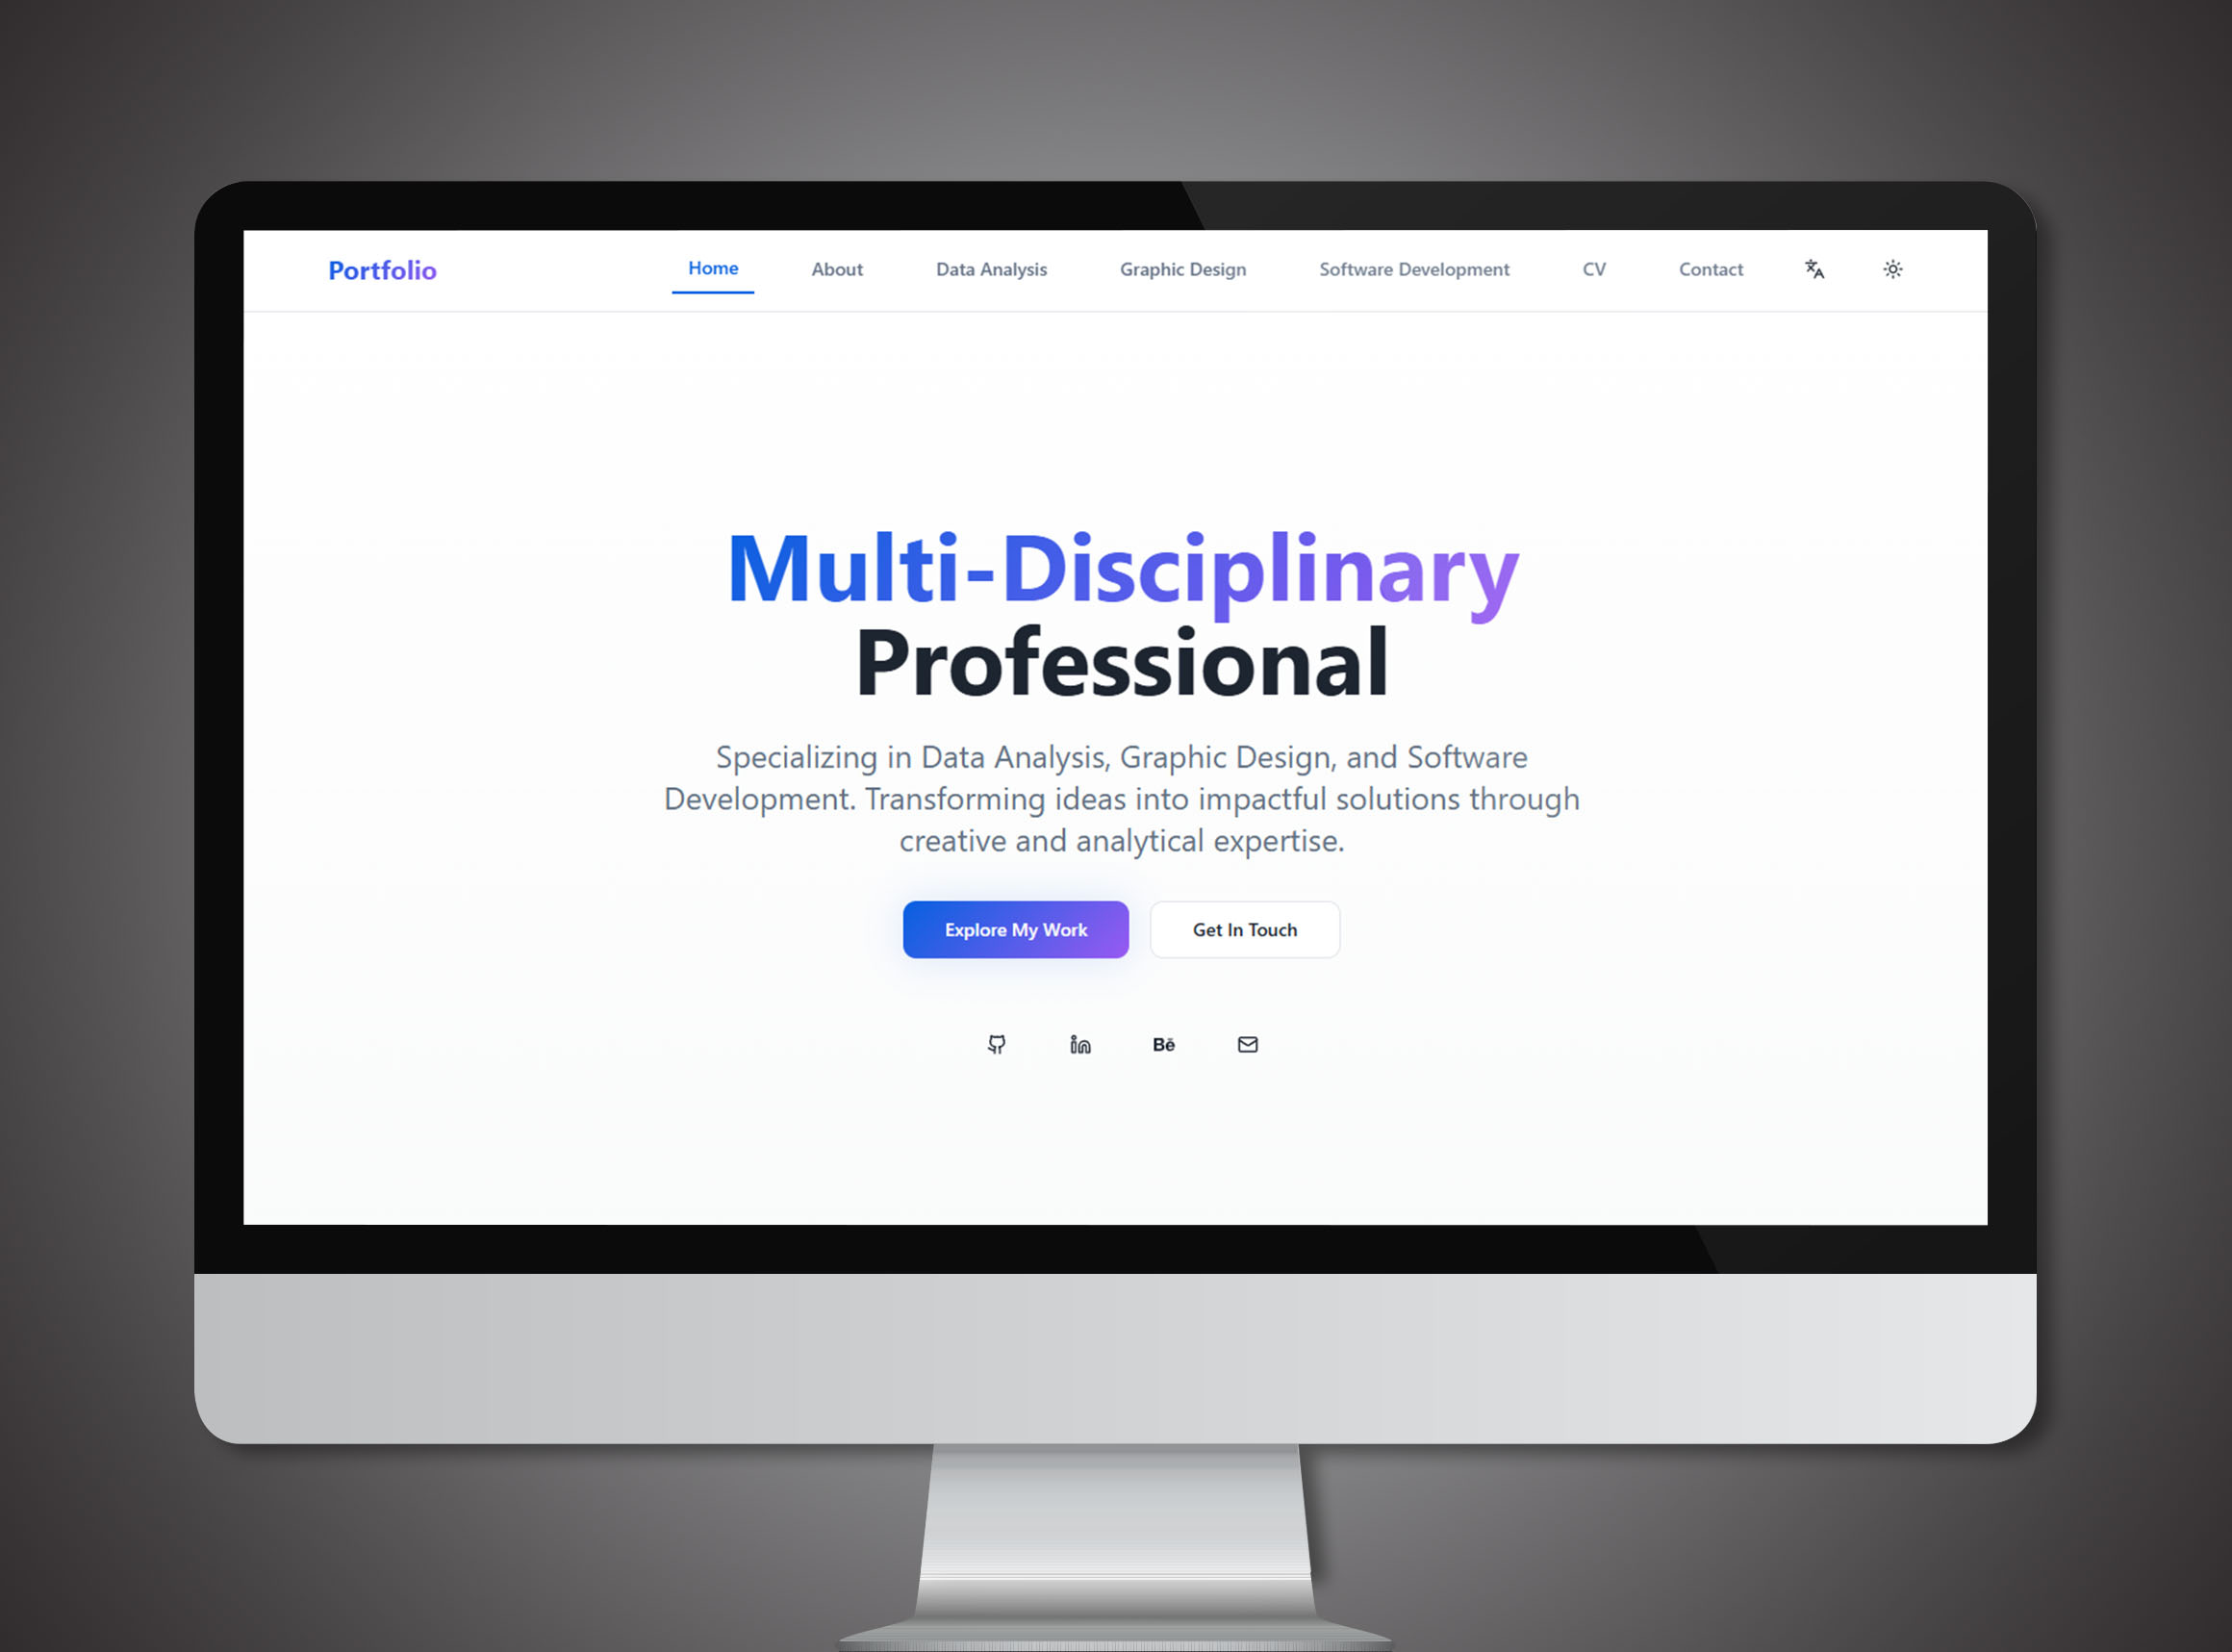 Portfolio
Home About Data Analysis Graphic Design Software Development CV Contact
Multi-Disciplinary
Professional
Specializing in Data Analysis, Graphic Design, and Software
Development. Transforming ideas into impactful solutions through
creative and analytical expertise.
Explore My Work Get In Touch
in Bē